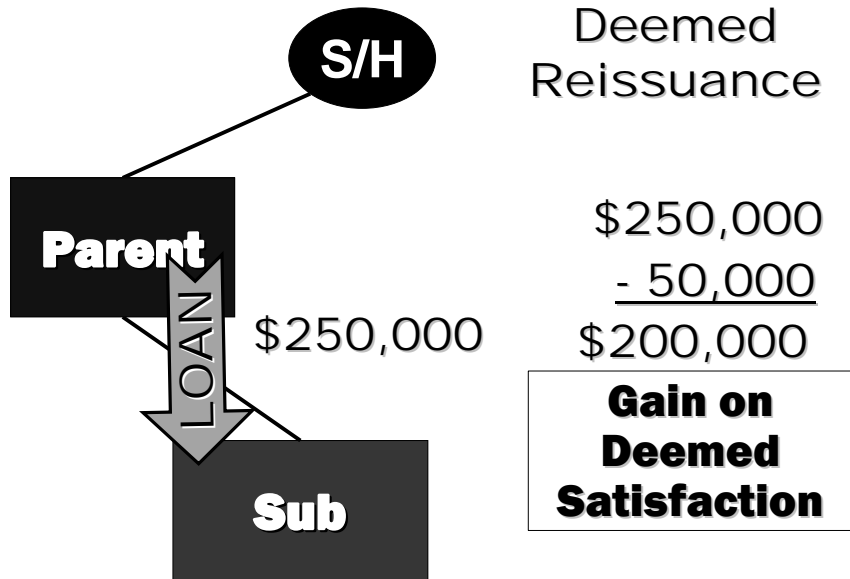 S/H
Deemed
Reissuance
Parent
LOAN
$250,000
Sub
$250,000
- 50,000
$200,000
Gain on
Deemed
Satisfaction